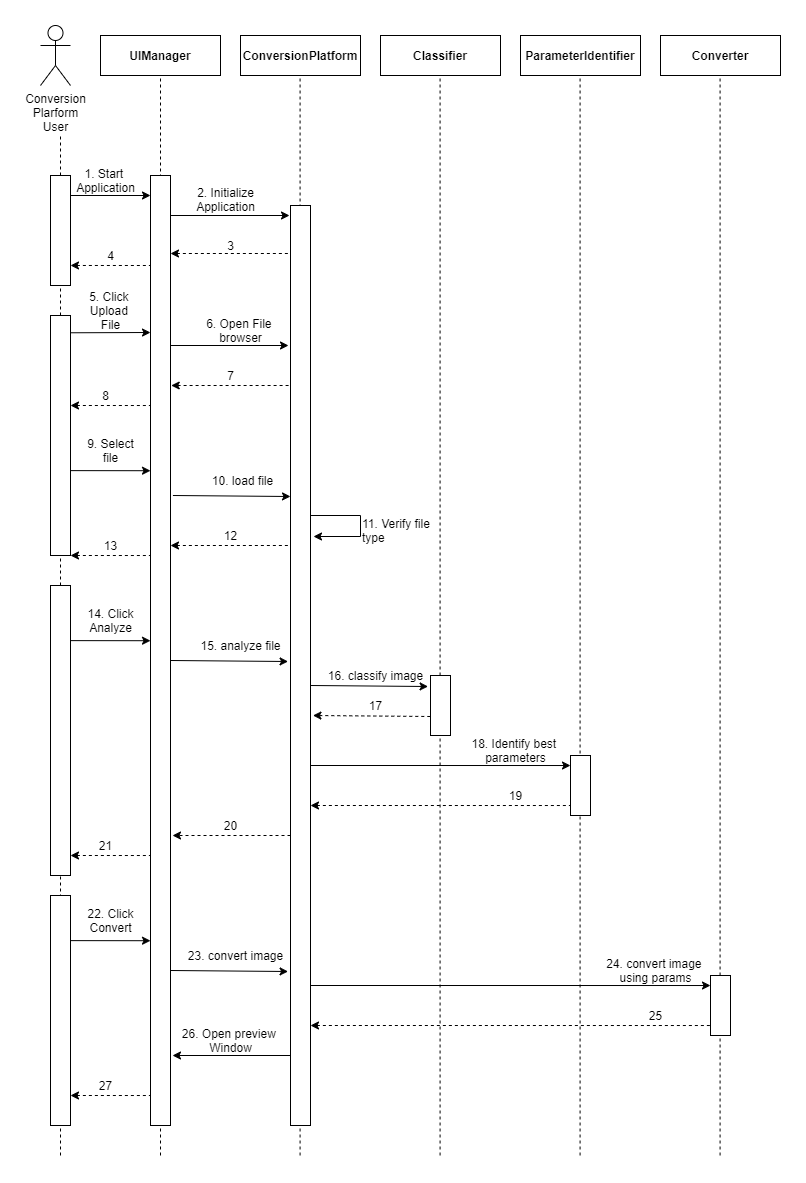 UIManager
ConversionPlatform
Classifier
ParameterIdentifier
Converter
Conversion
Plarform
User
1. Start
Application
2. Initialize
Application
3
4
5. Click
Upload
File
6. Open File
browser
7
8
9. Select
file
10. load file
11. Verify file
type
12
13
14. Click
Analyze
15. analyze file
16. classify image
17
18. Identify best
parameters
19
20
21
22. Click
Convert
23. convert image
24. convert image
using params
25
26. Open preview
Window
27